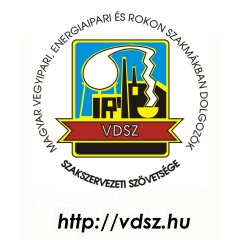 MAGYAR VEGYIPARI, ENERGIAIPARI ÉS ROKON SZAKMÁKBAN DOLGOZÓK
VDSZ
SZAKSZERVEZETI SZÖVETSÉGE
http://vdsz.hu